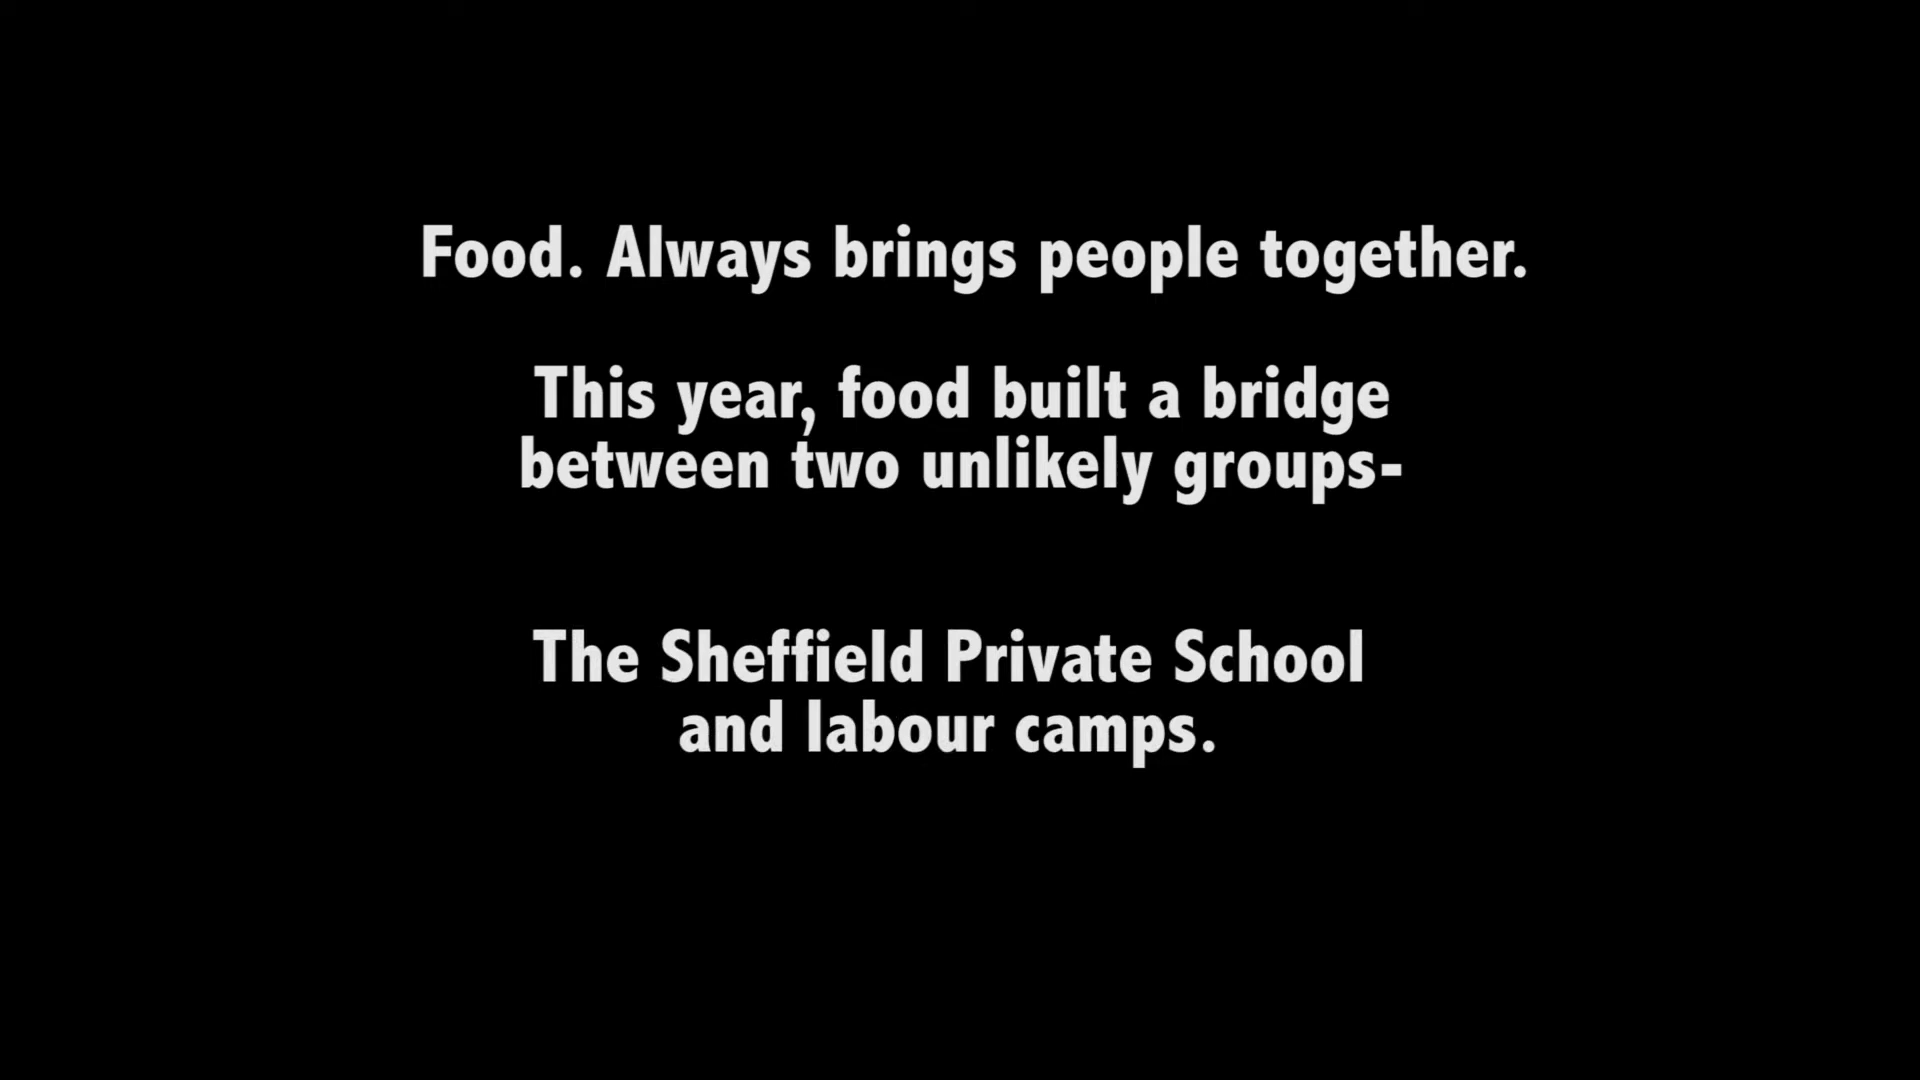 Food. Always brings people together.
This year, food built a bridge
between two unlikely groups-
The Sheffield Private School
and labour camps.